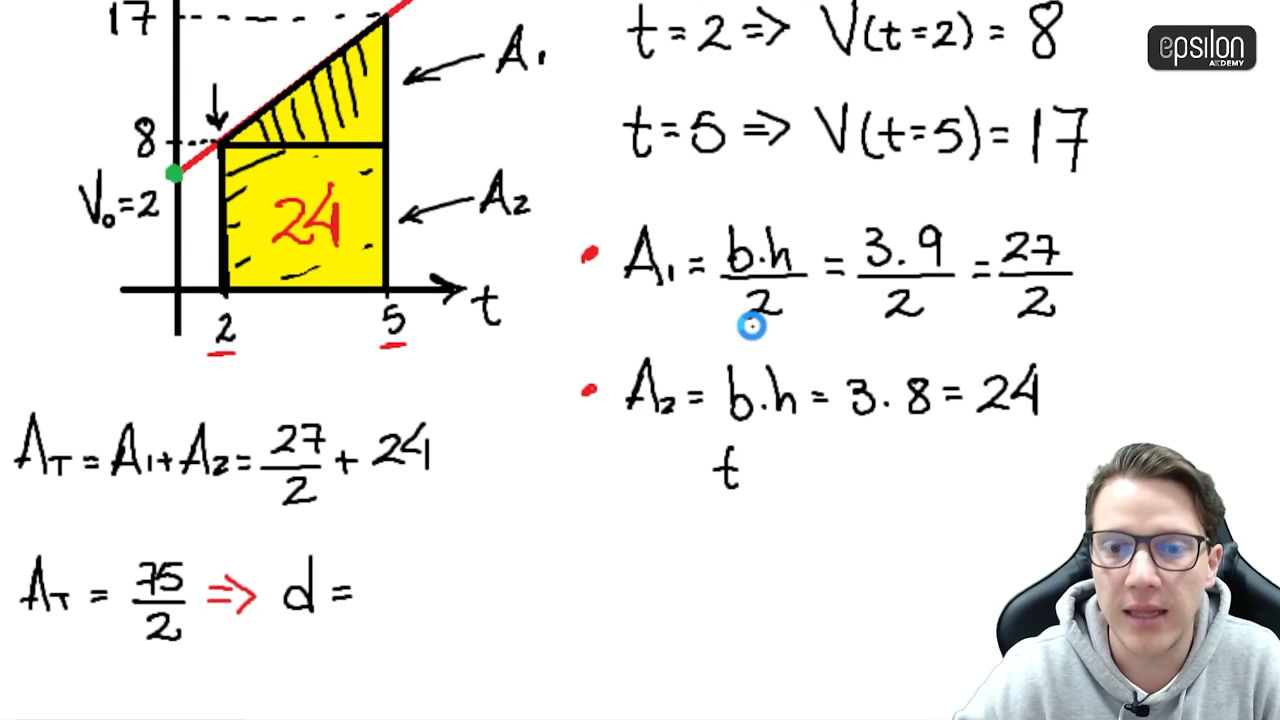 17
8
V₀=2
24
A₁
A₂
2
5
t
t=2 => V(t=2) = 8
t=5 => V(t=5) = 17
• A₁ = b.h/2 = 3.9/2 = 27/2
• A₂ = b.h = 3.8 = 24
t
A_T = A₁+A₂ = 27/2 + 24
A_T = 75/2 => d =
epsilon
ACADEMY